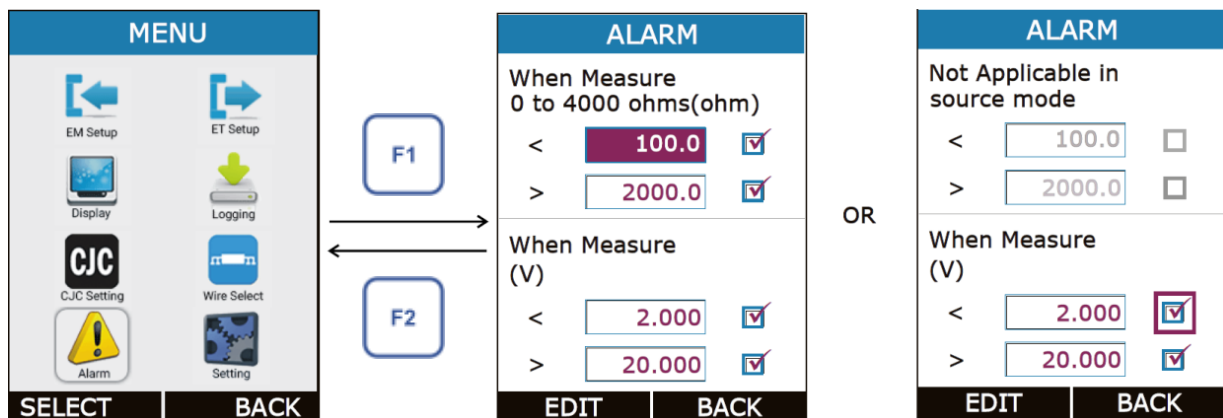 MENU
EM Setup
ET Setup
Display
Logging
CJC
CJC Setting
Wire Select
Alarm
Setting
SELECT
BACK
F1
F2
ALARM
When Measure
0 to 4000 ohms(ohm)
< 100.0
> 2000.0
When Measure
(V)
< 2.000
> 20.000
EDIT
BACK
OR
ALARM
Not Applicable in
source mode
< 100.0
> 2000.0
When Measure
(V)
< 2.000
> 20.000
EDIT
BACK